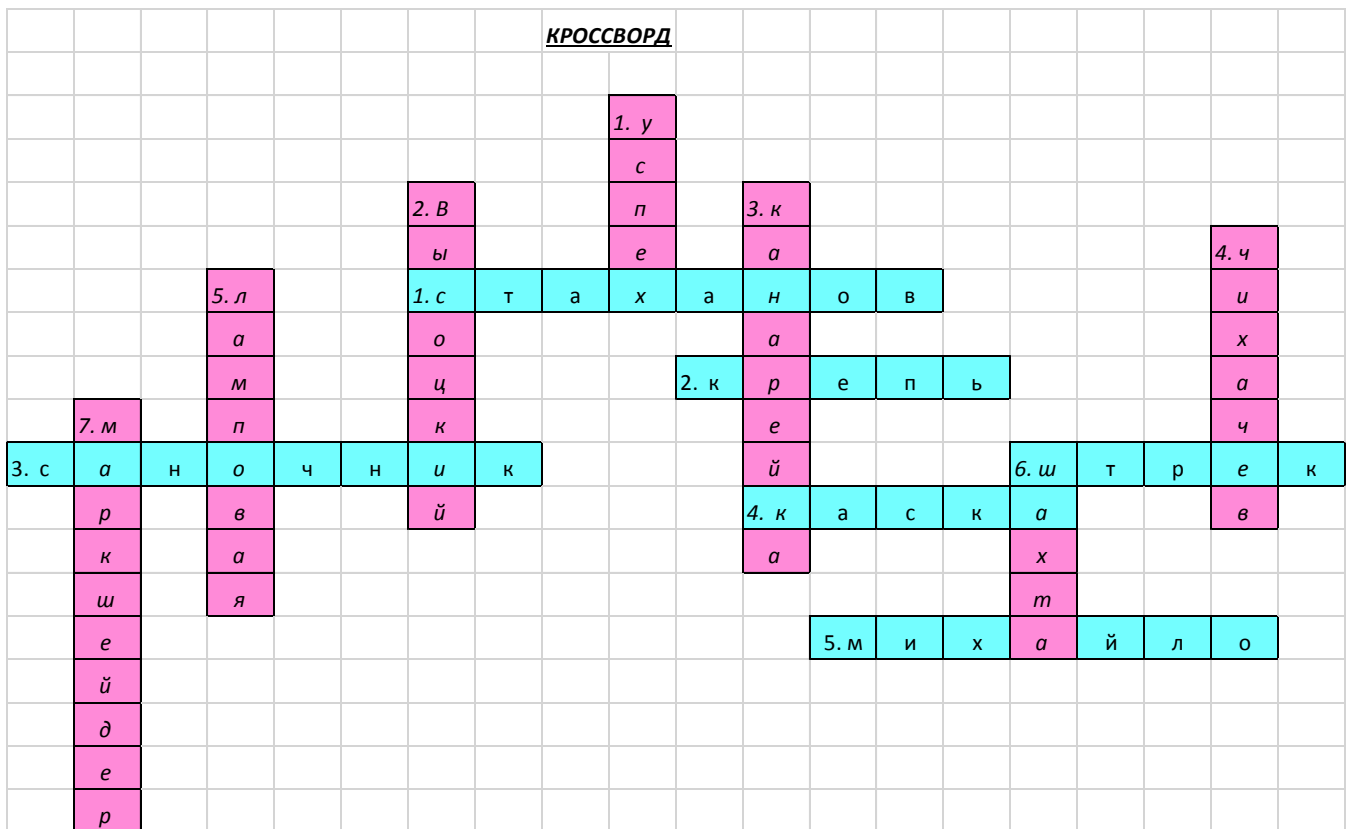 КРОССВОРД
1. у
с
2. В п 3. к
ы е а 4. ч
5. л 1. с т а х а н о в и
а о а х
м ц 2. к р е п ь а
7. м п к е ч
3. с а н о ч н и к й 6. ш т р е к
р в й 4. к а с к а в
к а а х
ш я т
е 5. м и х а й л о
й
д
е
р